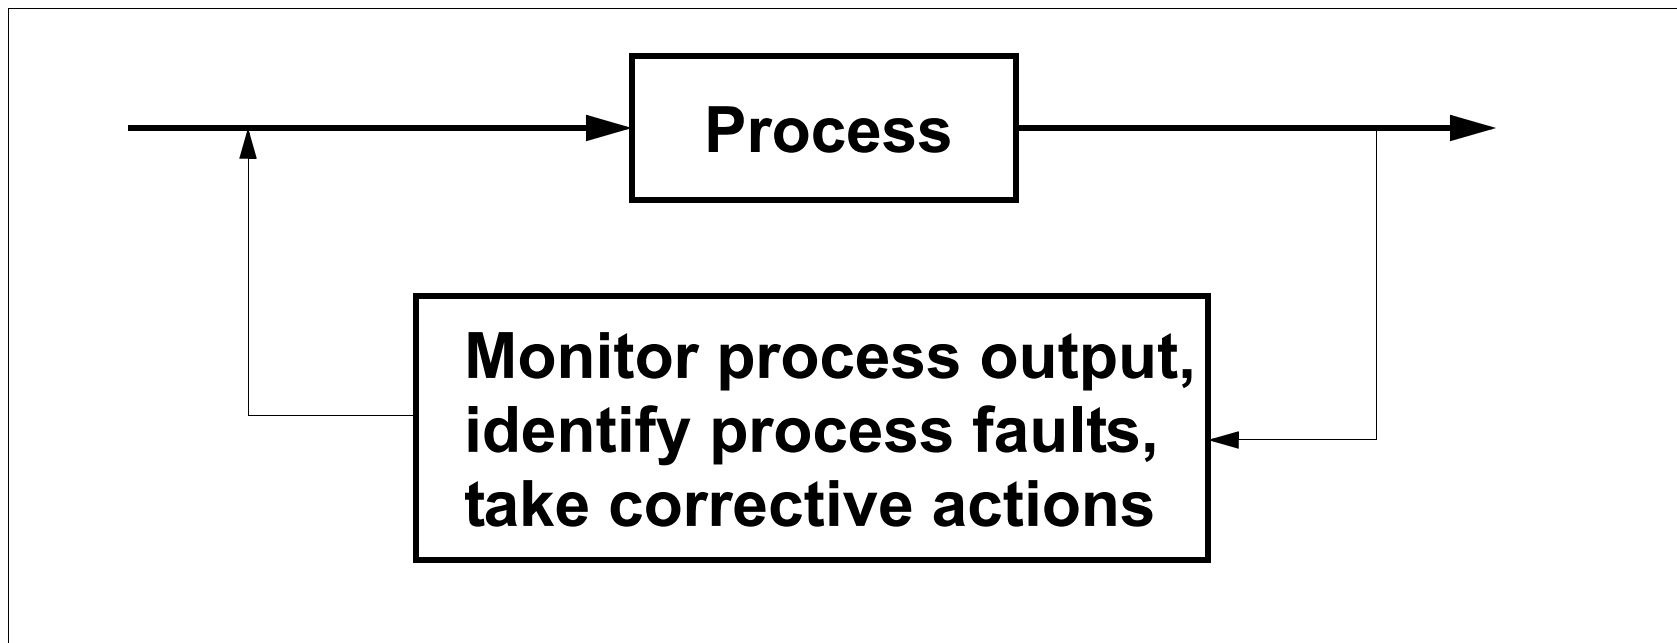 Process
Monitor process output,
identify process faults,
take corrective actions